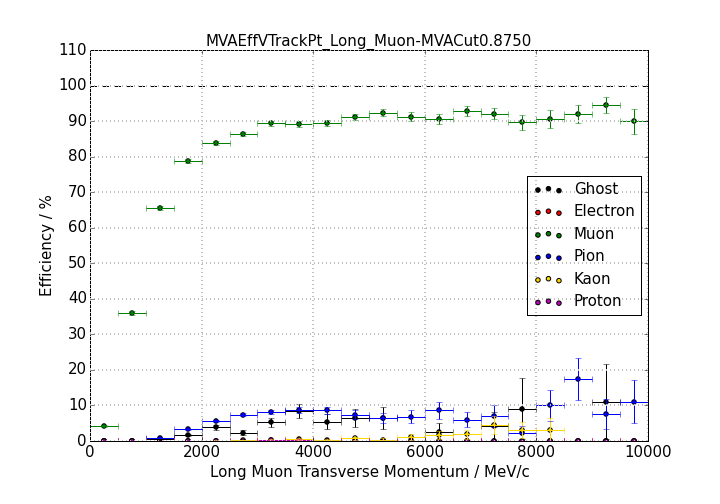 MVAEffVTrackPt_Long_Muon-MVACut0.8750
110
100
90
80
70
60
50
40
30
20
10
0
Efficiency / %
Ghost
Electron
Muon
Pion
Kaon
Proton
0 2000 4000 6000 8000 10000
Long Muon Transverse Momentum / MeV/c